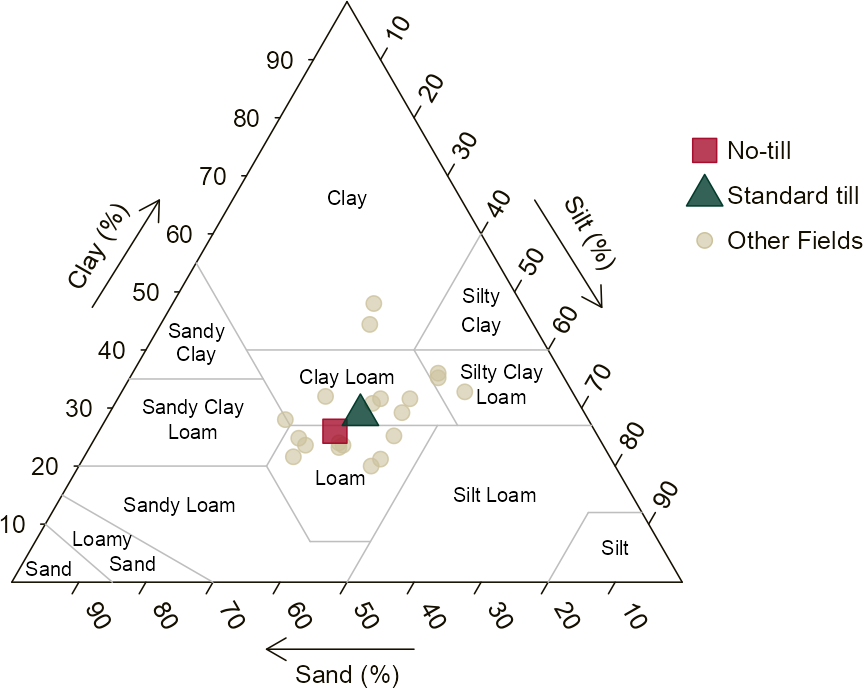 10
90
20
80
No-till
30
70
Standard till
Clay
40
60
Silt (%)
Clay (%)
Other Fields
50
50
Silty
Clay
60
Sandy
Clay
40
Clay Loam
Silty Clay
Loam
70
30
Sandy Clay
Loam
80
20
Loam
Silt Loam
90
Sandy Loam
10
Loamy
Sand
Silt
Sand
90
80
70
60
50
40
30
20
10
Sand (%)